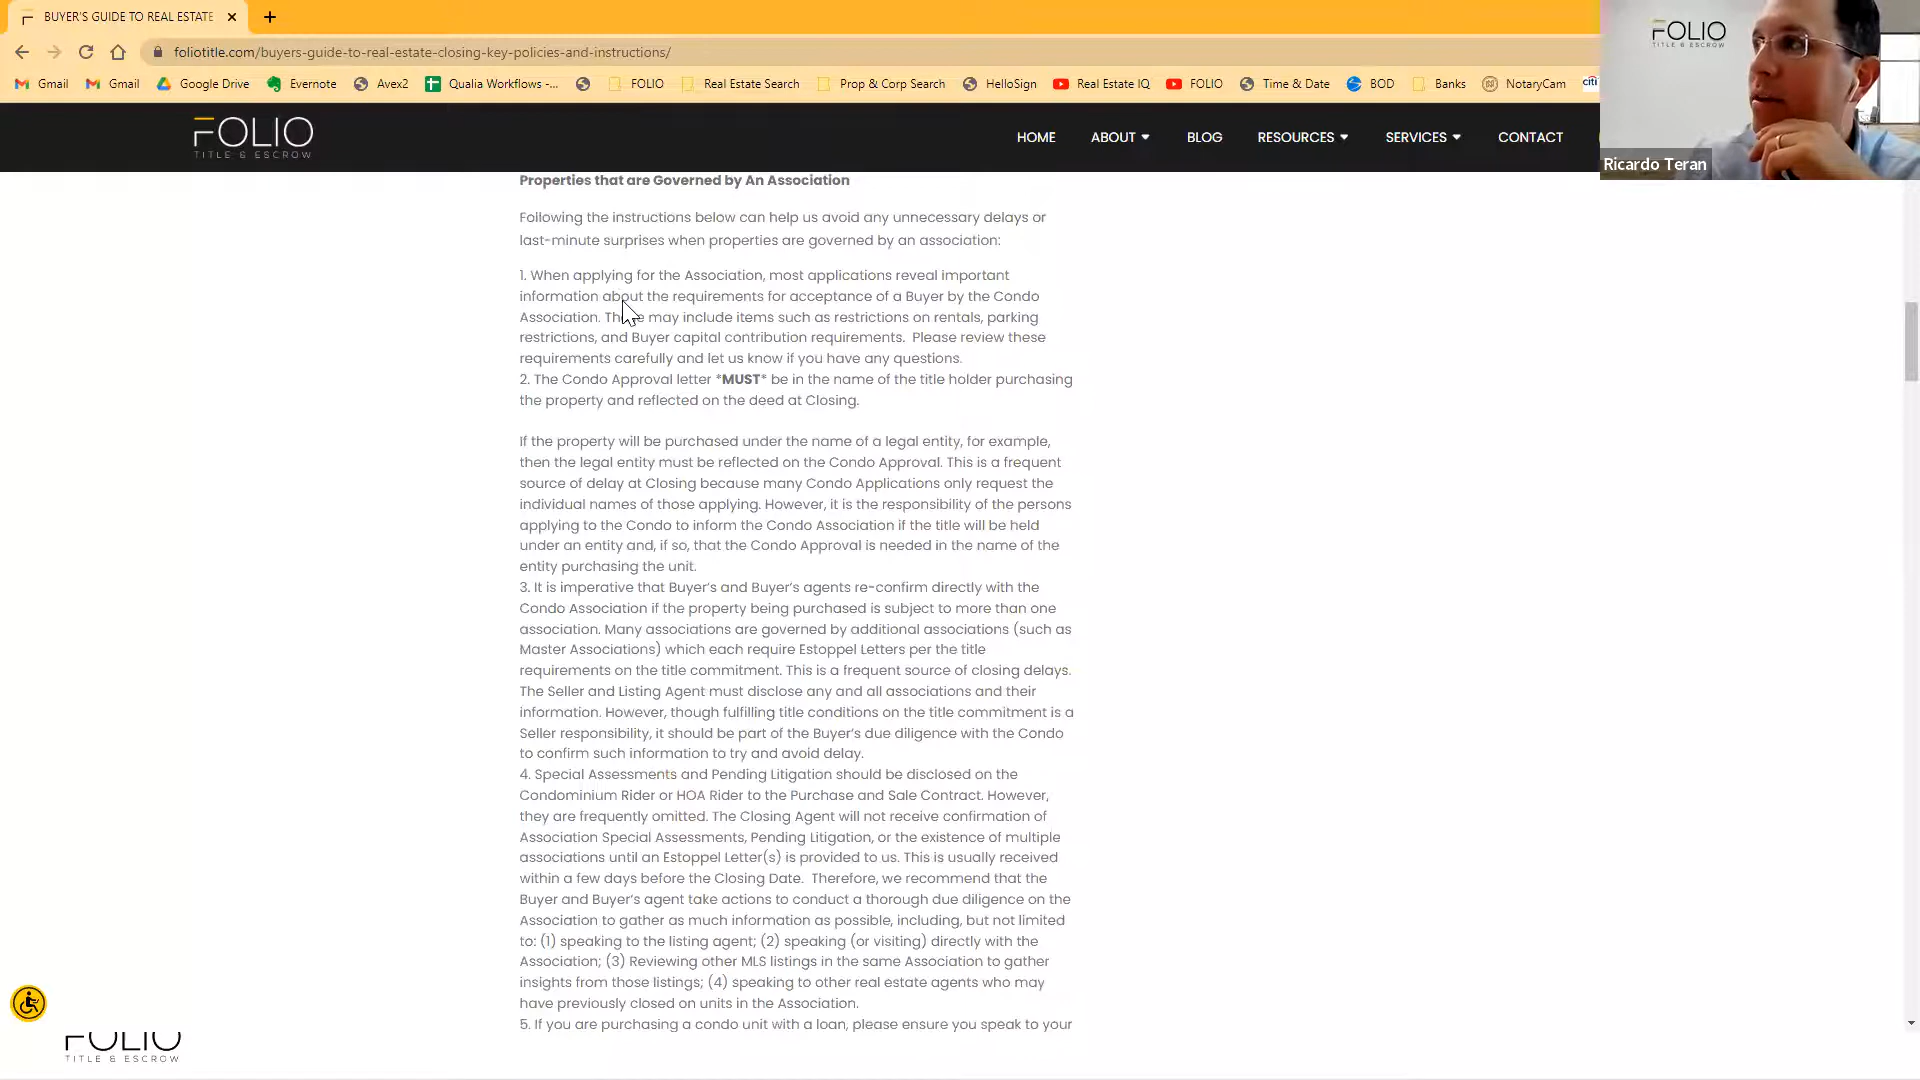 BUYER'S GUIDE TO REAL ESTATE
foliotitle.com/buyers-guide-to-real-estate-closing-key-policies-and-instructions/
Gmail Gmail Google Drive Evernote Avex2 Qualia Workflows -... FOLIO Real Estate Search Prop & Corp Search HelloSign Real Estate IQ FOLIO Time & Date BOD Banks NotaryCam citi
FOLIO
TITLE & ESCROW
Ricardo Teran
FOLIO
TITLE & ESCROW
HOME ABOUT BLOG RESOURCES SERVICES CONTACT
Properties that are Governed by An Association
Following the instructions below can help us avoid any unnecessary delays or
last-minute surprises when properties are governed by an association:
1. When applying for the Association, most applications reveal important
information about the requirements for acceptance of a Buyer by the Condo
Association. These may include items such as restrictions on rentals, parking
restrictions, and Buyer capital contribution requirements. Please review these
requirements carefully and let us know if you have any questions.
2. The Condo Approval letter *MUST* be in the name of the title holder purchasing
the property and reflected on the deed at Closing.
If the property will be purchased under the name of a legal entity, for example,
then the legal entity must be reflected on the Condo Approval. This is a frequent
source of delay at Closing because many Condo Applications only request the
individual names of those applying. However, it is the responsibility of the persons
applying to the Condo to inform the Condo Association if the title will be held
under an entity and, if so, that the Condo Approval is needed in the name of the
entity purchasing the unit.
3. It is imperative that Buyer's and Buyer's agents re-confirm directly with the
Condo Association if the property being purchased is subject to more than one
association. Many associations are governed by additional associations (such as
Master Associations) which each require Estoppel Letters per the title
requirements on the title commitment. This is a frequent source of closing delays.
The Seller and Listing Agent must disclose any and all associations and their
information. However, though fulfilling title conditions on the title commitment is a
Seller responsibility, it should be part of the Buyer's due diligence with the Condo
to confirm such information to try and avoid delay.
4. Special Assessments and Pending Litigation should be disclosed on the
Condominium Rider or HOA Rider to the Purchase and Sale Contract. However,
they are frequently omitted. The Closing Agent will not receive confirmation of
Association Special Assessments, Pending Litigation, or the existence of multiple
associations until an Estoppel Letter(s) is provided to us. This is usually received
within a few days before the Closing Date. Therefore, we recommend that the
Buyer and Buyer's agent take actions to conduct a thorough due diligence on the
Association to gather as much information as possible, including, but not limited
to: (1) speaking to the listing agent; (2) speaking (or visiting) directly with the
Association; (3) Reviewing other MLS listings in the same Association to gather
insights from those listings; (4) speaking to other real estate agents who may
have previously closed on units in the Association.
5. If you are purchasing a condo unit with a loan, please ensure you speak to your
FOLIO
TITLE & ESCROW